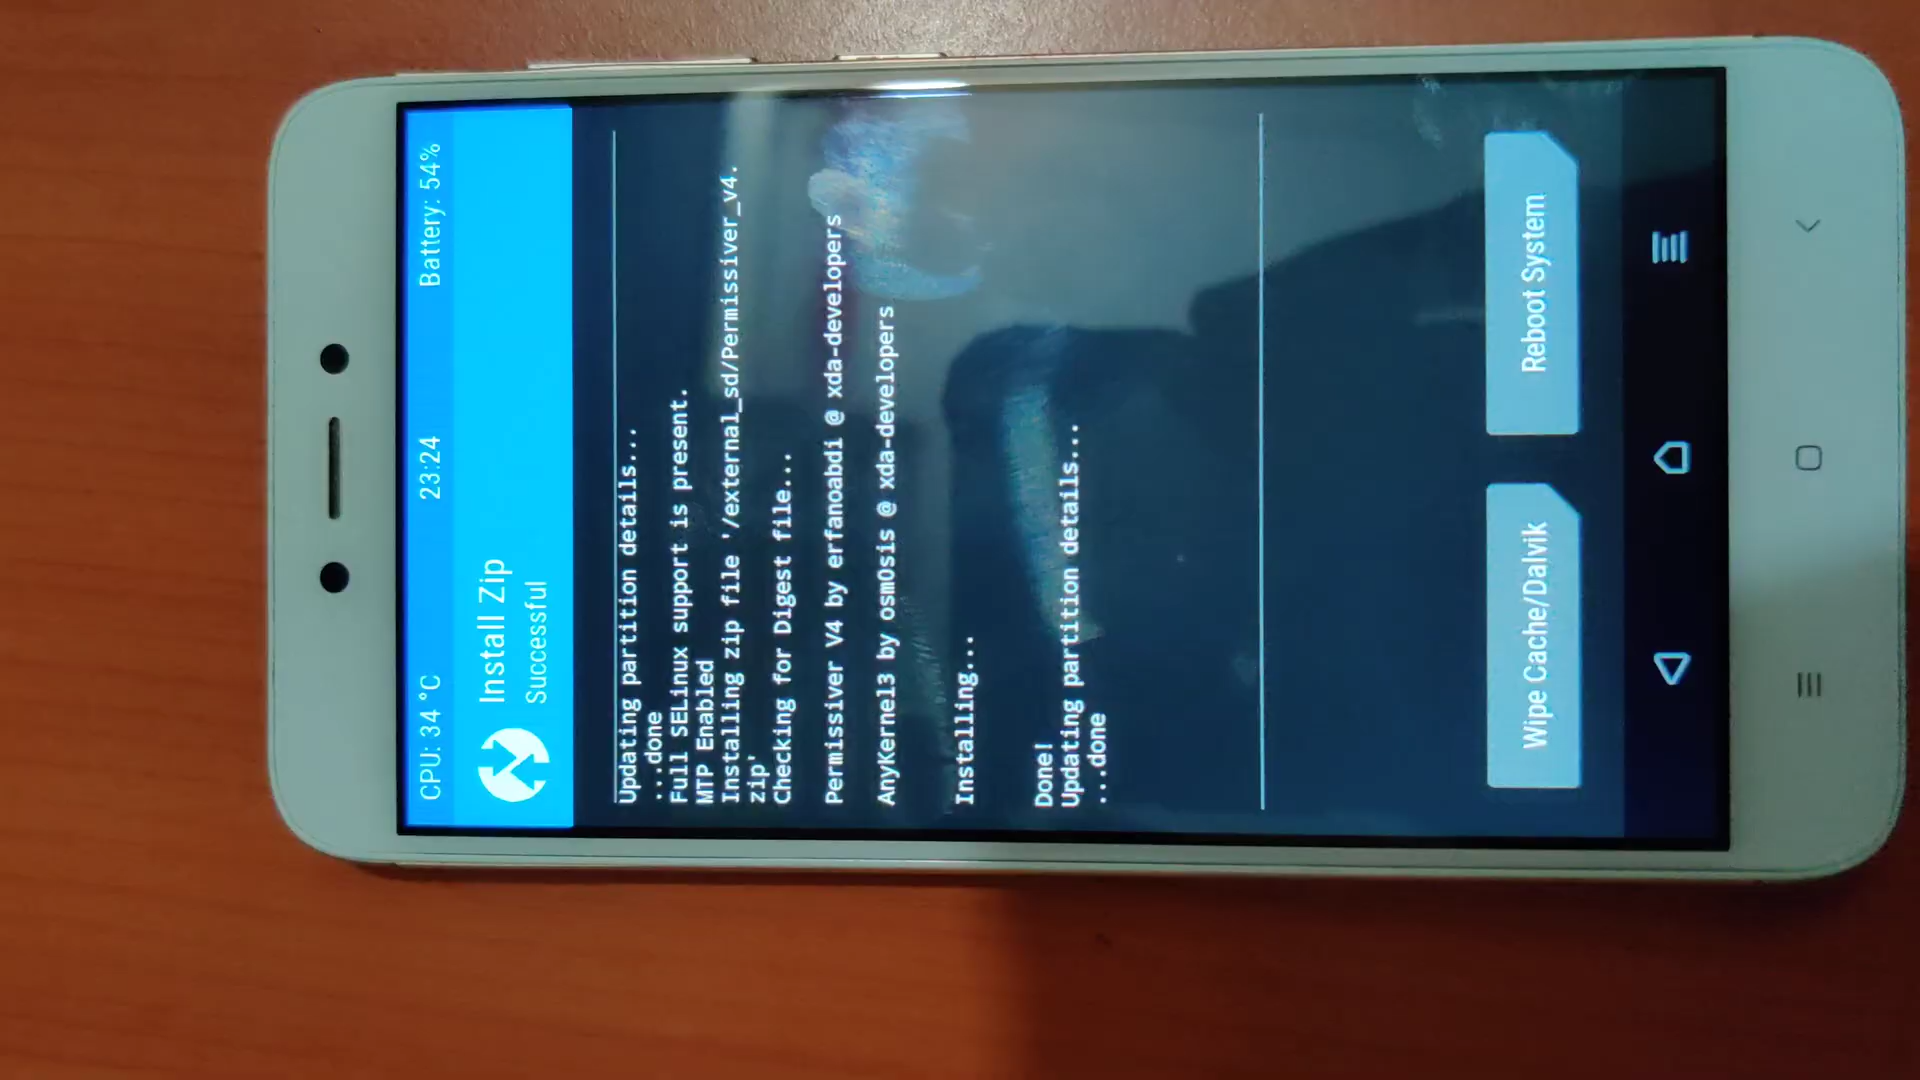 CPU: 34 °C 23:24 Battery: 54%
Install Zip
Successful
Updating partition details...
...done
Full SELinux support is present.
MTP Enabled
Installing zip file '/external_sd/Permissiver_v4.
zip'
Checking for Digest file...
Permissiver V4 by erfanoabdi @ xda-developers
AnyKernel3 by osm0sis @ xda-developers
Installing...
Done!
Updating partition details...
...done
Wipe Cache/Dalvik Reboot System